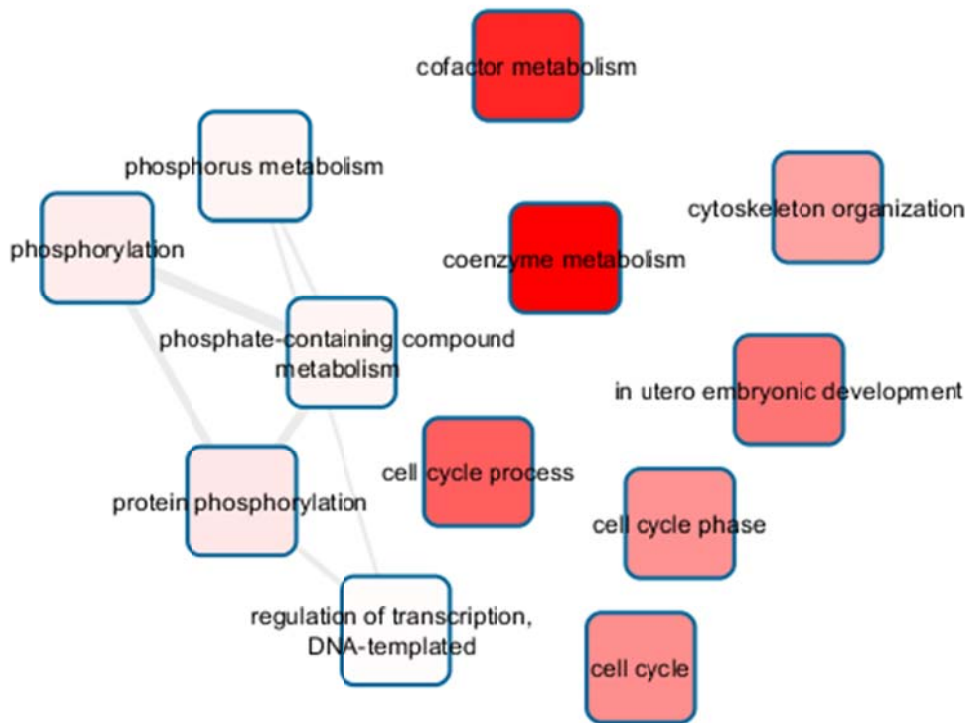 cofactor metabolism
phosphorus metabolism
cytoskeleton organization
phosphorylation
coenzyme metabolism
phosphate-containing compound
metabolism
in utero embryonic development
cell cycle process
protein phosphorylation
cell cycle phase
regulation of transcription,
DNA-templated
cell cycle